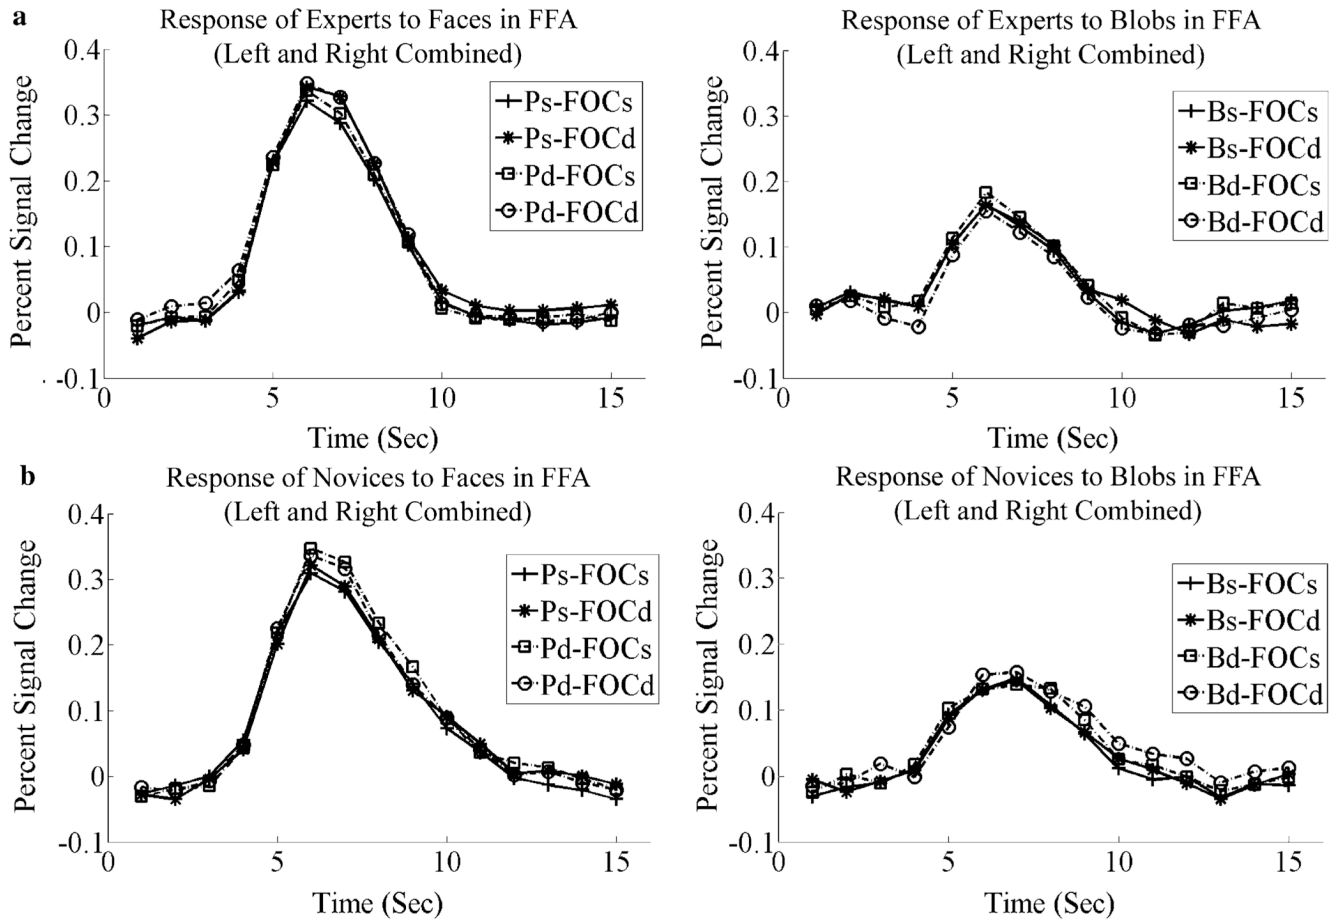 a
Response of Experts to Faces in FFA
(Left and Right Combined)
Percent Signal Change
0.4
0.3
0.2
0.1
0
-0.1
0
5
10
15
Time (Sec)
Ps-FOCs
Ps-FOCd
Pd-FOCs
Pd-FOCd
Response of Experts to Blobs in FFA
(Left and Right Combined)
Percent Signal Change
0.4
0.3
0.2
0.1
0
-0.1
0
5
10
15
Time (Sec)
Bs-FOCs
Bs-FOCd
Bd-FOCs
Bd-FOCd
b
Response of Novices to Faces in FFA
(Left and Right Combined)
Percent Signal Change
0.4
0.3
0.2
0.1
0
-0.1
0
5
10
15
Time (Sec)
Ps-FOCs
Ps-FOCd
Pd-FOCs
Pd-FOCd
Response of Novices to Blobs in FFA
(Left and Right Combined)
Percent Signal Change
0.4
0.3
0.2
0.1
0
-0.1
0
5
10
15
Time (Sec)
Bs-FOCs
Bs-FOCd
Bd-FOCs
Bd-FOCd